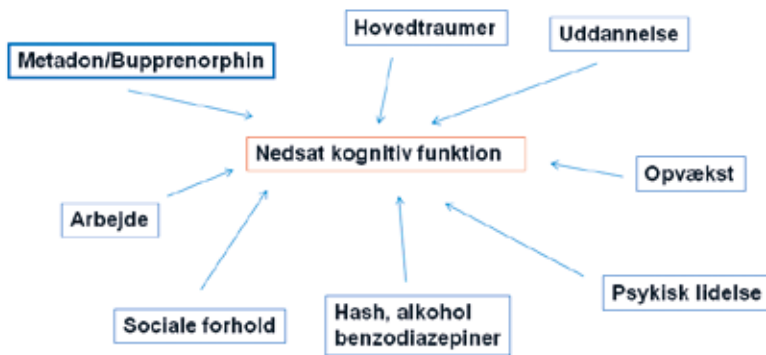 Hovedtraumer
Uddannelse
Metadon/Bupprenorphin
Nedsat kognitiv funktion
Opvækst
Arbejde
Psykisk lidelse
Sociale forhold
Hash, alkohol
benzodiazepiner